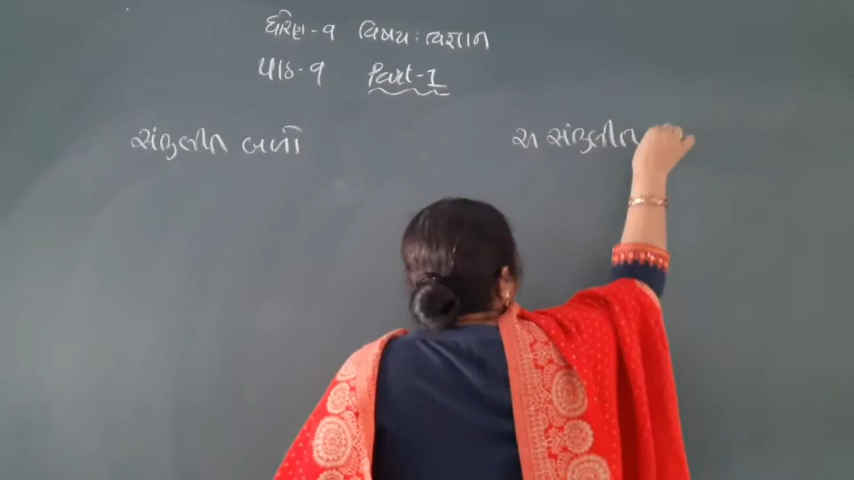 ધોરણ - ૧ વિષય : વિજ્ઞાન
પાઠ - ૧ Part - 1
સંતુલીત બળો
અસંતુલીત